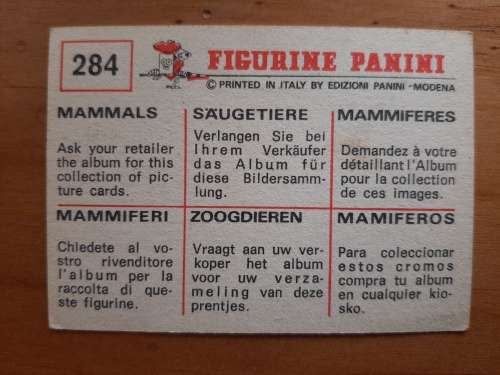 284
FIGURINE PANINI
© PRINTED IN ITALY BY EDIZIONI PANINI - MODENA
MAMMALS
Ask your retailer
the album for this
collection of pic-
ture cards.
SÄUGETIERE
Verlangen Sie bei
Ihrem Verkäufer
das Album für
diese Bildersamm-
lung.
MAMMIFERES
Demandez à votre
détaillant l'Album
pour la collection
de ces images.
MAMMIFERI
Chiedete al vo-
stro rivenditore
l'album per la
raccolta di que-
ste figurine.
ZOOGDIEREN
Vraagt aan uw ver-
koper het album
voor uw verza-
meling van deze
prentjes.
MAMIFEROS
Para coleccionar
estos cromos
compra tu album
en cualquier kio-
sko.